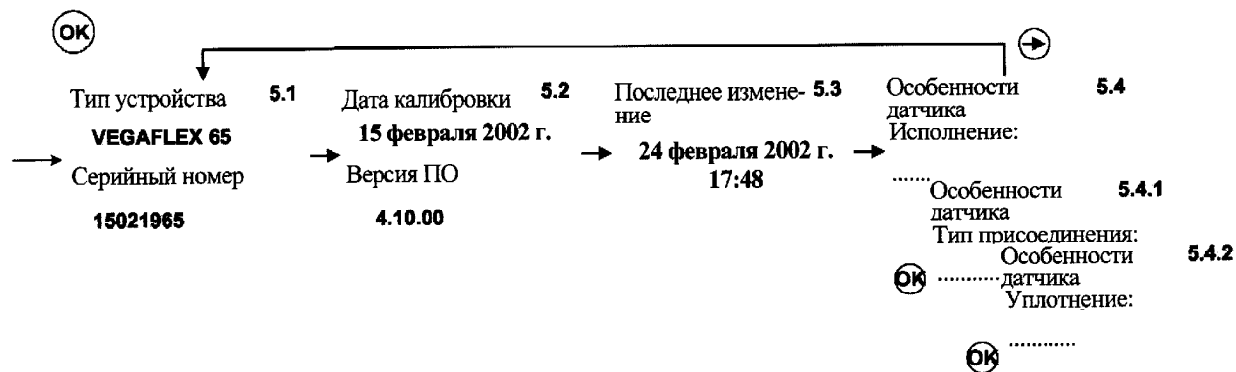 OK
Тип устройства 5.1
VEGAFLEX 65
Серийный номер
15021965
Дата калибровки 5.2
15 февраля 2002 г.
Версия ПО
4.10.00
Последнее измене- 5.3
ние
24 февраля 2002 г.
17:48
Особенности 5.4
датчика
Исполнение:
.......
Особенности 5.4.1
датчика
Тип присоединения:
OK ...........
Особенности 5.4.2
датчика
Уплотнение:
............
OK